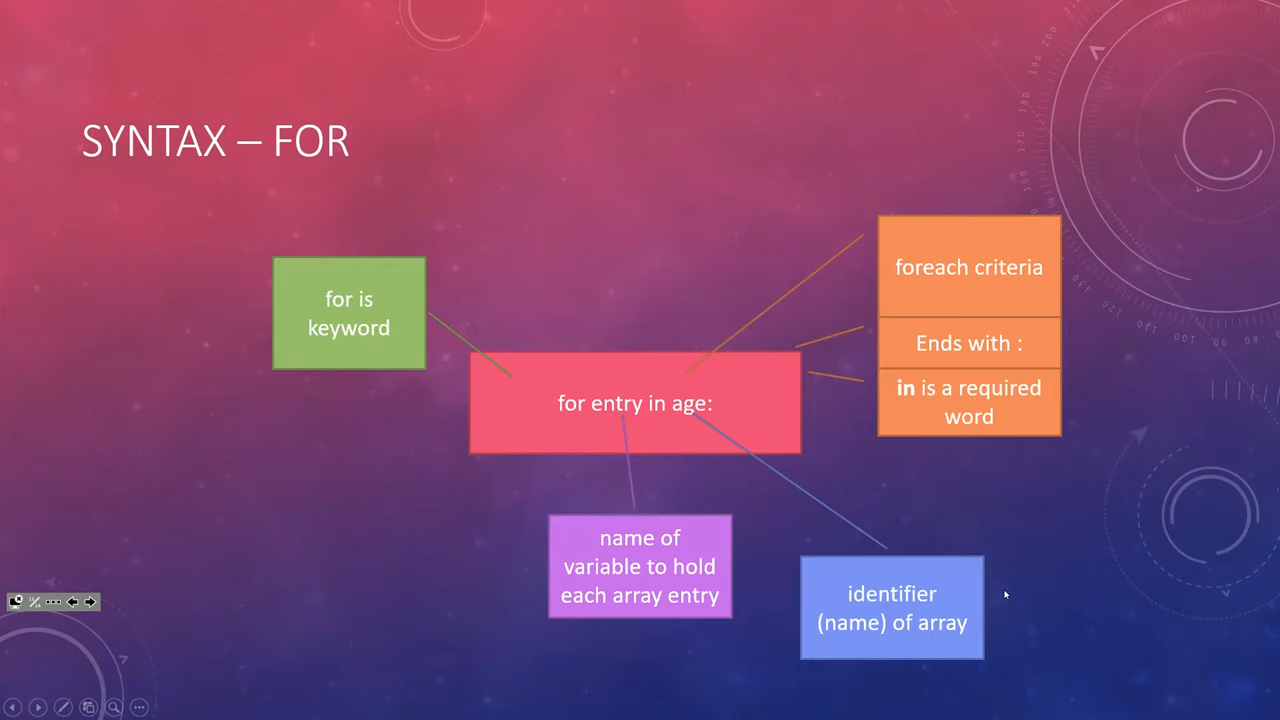 SYNTAX – FOR
for is
keyword
foreach criteria
Ends with :
in is a required
word
for entry in age:
name of
variable to hold
each array entry
identifier
(name) of array